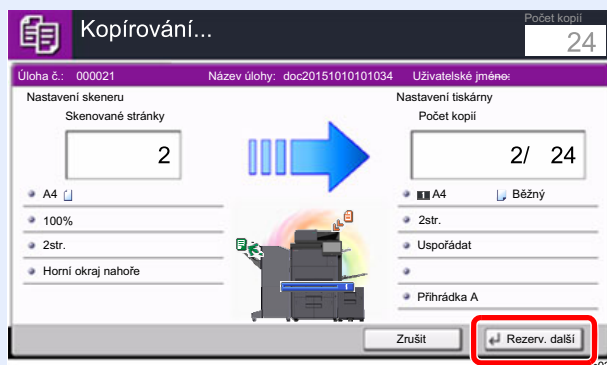 Kopírování...
Počet kopií
24
Úloha č.: 000021 Název úlohy: doc20151010101034 Uživatelské jméno:
Nastavení skeneru
Skenované stránky
2
A4
100%
2str.
Horní okraj nahoře
Nastavení tiskárny
Počet kopií
2/ 24
1 A4 Běžný
2str.
Uspořádat
Přihrádka A
Zrušit
Rezerv. další